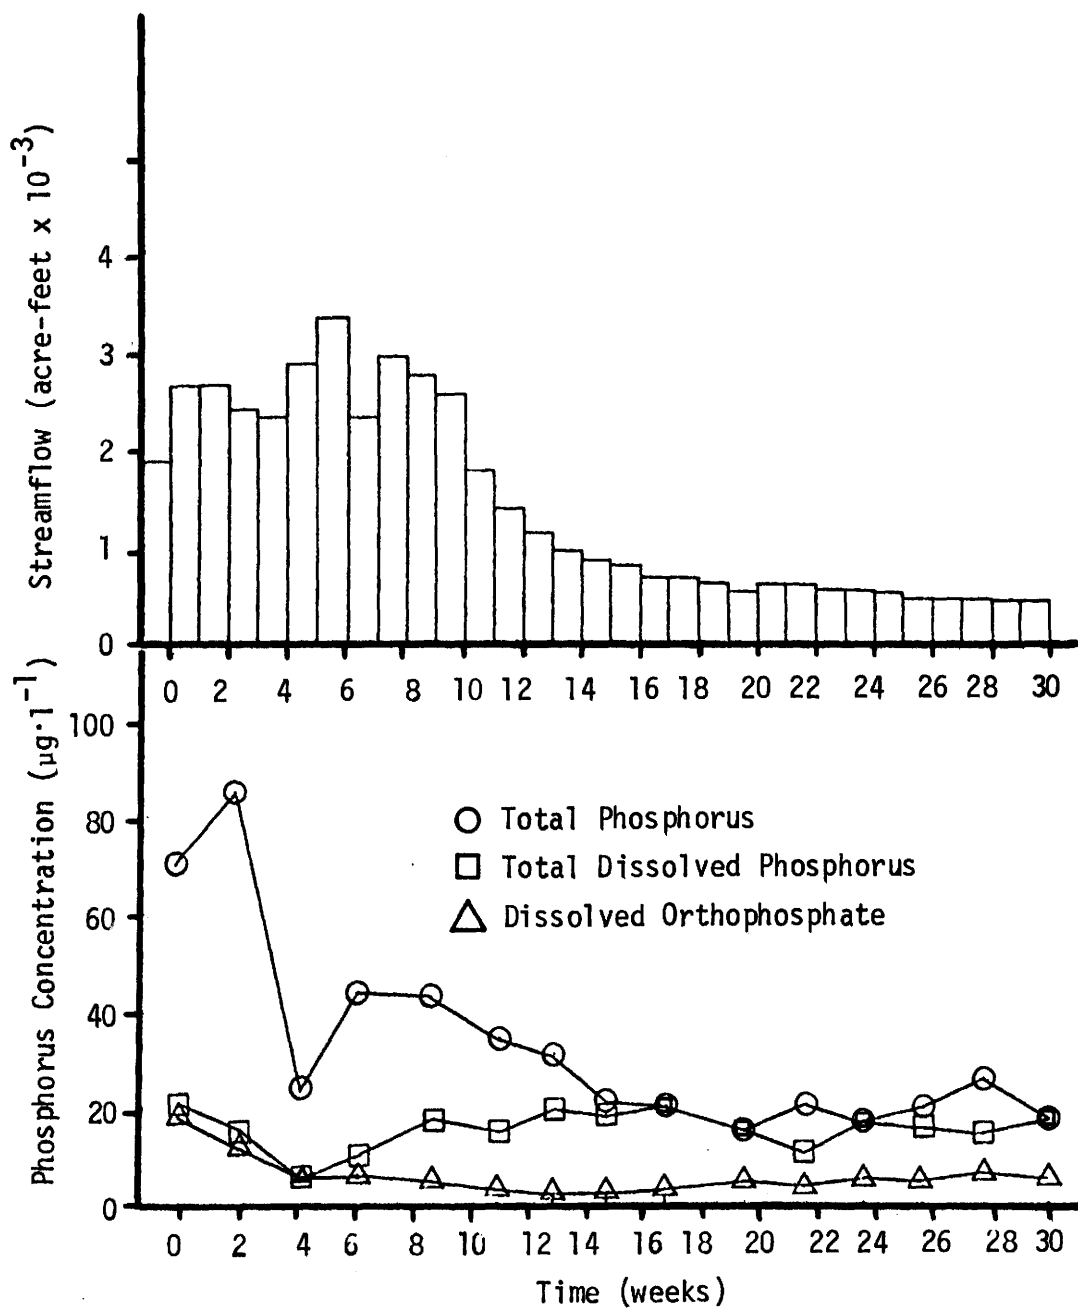 Streamflow (acre-feet x 10⁻³)
4
3
2
1
0
0 2 4 6 8 10 12 14 16 18 20 22 24 26 28 30
Phosphorus Concentration (µg·l⁻¹)
100
80
60
40
20
0
Total Phosphorus
Total Dissolved Phosphorus
Dissolved Orthophosphate
0 2 4 6 8 10 12 14 16 18 20 22 24 26 28 30
Time (weeks)